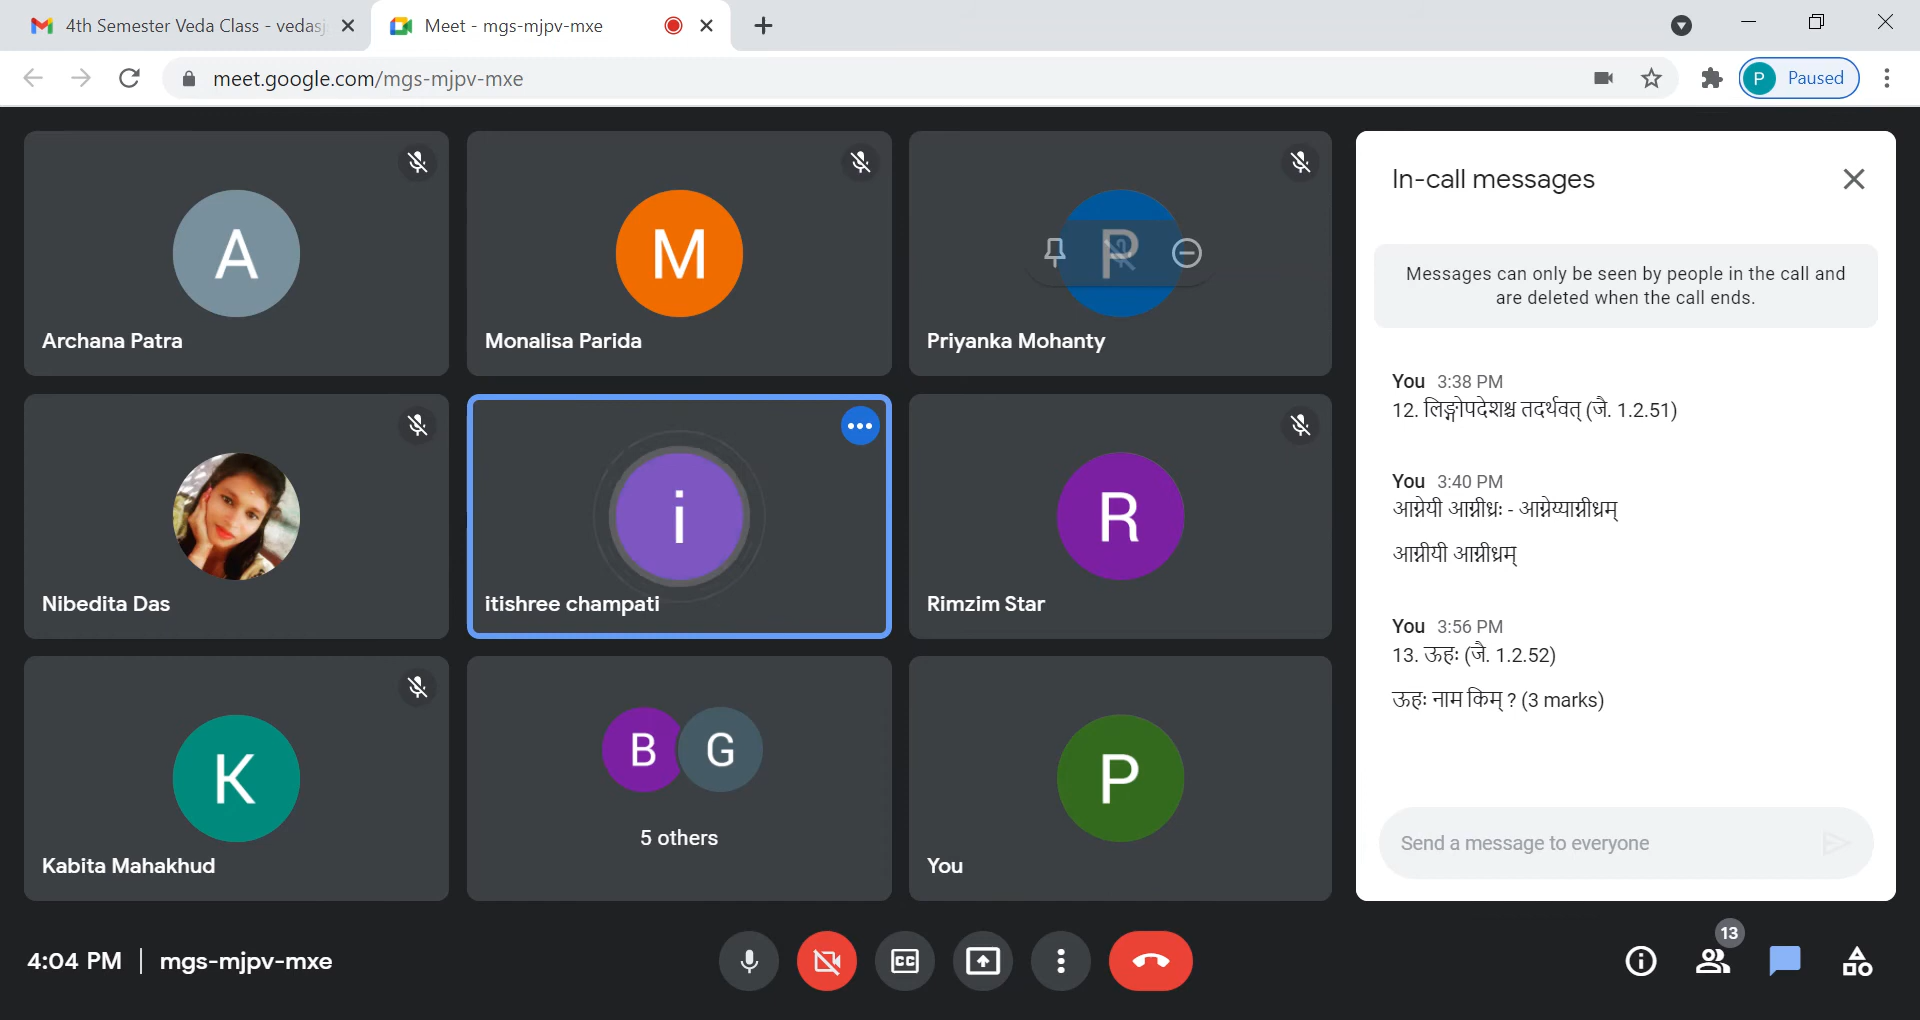 4th Semester Veda Class - vedasj
Meet - mgs-mjpv-mxe
meet.google.com/mgs-mjpv-mxe
P Paused
A
Archana Patra
M
Monalisa Parida
P
Priyanka Mohanty
Nibedita Das
i
itishree champati
R
Rimzim Star
K
Kabita Mahakhud
B G
5 others
P
You
In-call messages
Messages can only be seen by people in the call and
are deleted when the call ends.
You 3:38 PM
12. लिङ्गोपदेशश्च तदर्थवत् (जै. 1.2.51)
You 3:40 PM
आग्नेयी आग्नीध्रः - आग्नेय्याग्नीध्रम्
आग्नीयी आग्नीध्रम्
You 3:56 PM
13. ऊहः (जै. 1.2.52)
ऊहः नाम किम् ? (3 marks)
Send a message to everyone
4:04 PM | mgs-mjpv-mxe
CC
13